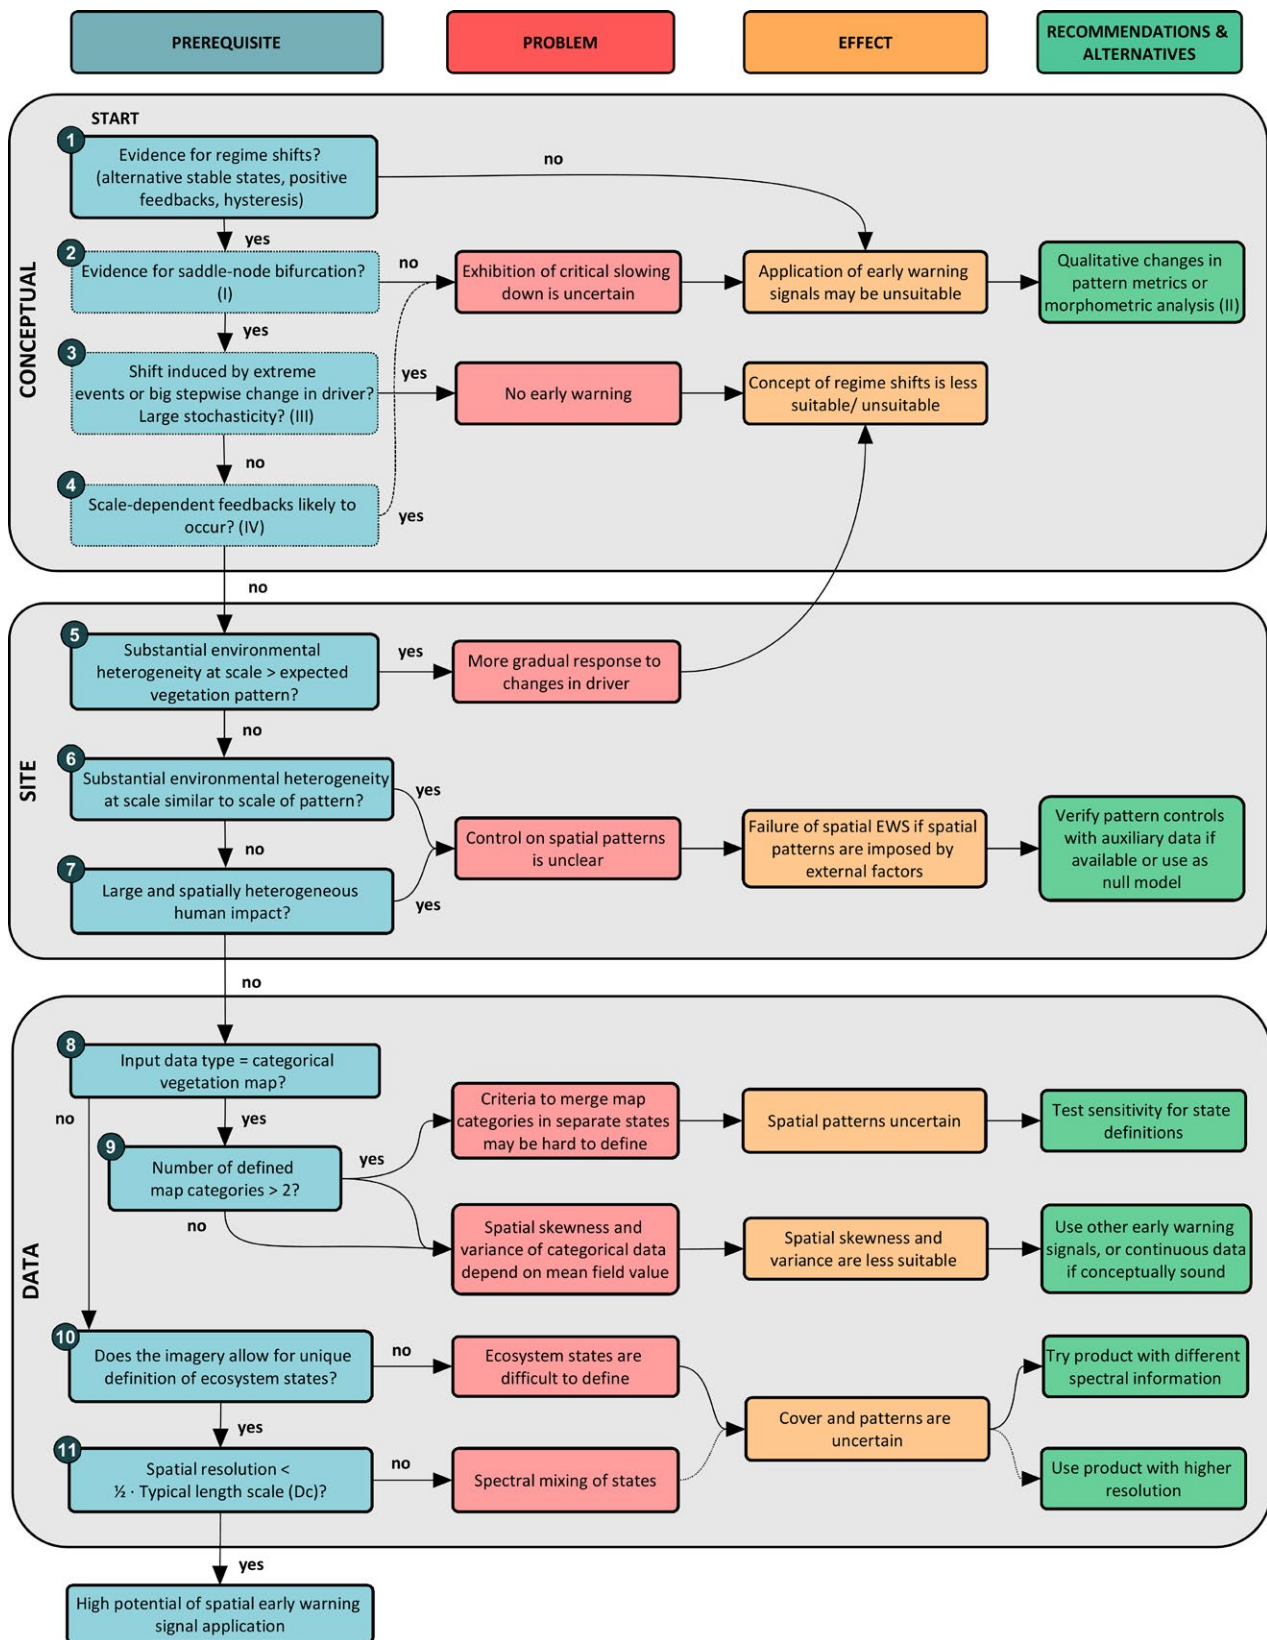 PREREQUISITE
PROBLEM
EFFECT
RECOMMENDATIONS &
ALTERNATIVES
CONCEPTUAL
START
1
Evidence for regime shifts?
(alternative stable states, positive
feedbacks, hysteresis)
no
yes
2
Evidence for saddle-node bifurcation?
(I)
no
Exhibition of critical slowing
down is uncertain
Application of early warning
signals may be unsuitable
Qualitative changes in
pattern metrics or
morphometric analysis (II)
yes
3
Shift induced by extreme
events or big stepwise change in driver?
Large stochasticity? (III)
yes
No early warning
Concept of regime shifts is less
suitable/ unsuitable
no
4
Scale-dependent feedbacks likely to
occur? (IV)
yes
no
SITE
5
Substantial environmental
heterogeneity at scale > expected
vegetation pattern?
yes
More gradual response to
changes in driver
no
6
Substantial environmental heterogeneity
at scale similar to scale of pattern?
yes
no
7
Large and spatially heterogeneous
human impact?
yes
Control on spatial patterns
is unclear
Failure of spatial EWS if spatial
patterns are imposed by
external factors
Verify pattern controls
with auxiliary data if
available or use as
null model
no
DATA
8
Input data type = categorical
vegetation map?
no
yes
9
Number of defined
map categories > 2?
yes
no
Criteria to merge map
categories in separate states
may be hard to define
Spatial patterns uncertain
Test sensitivity for state
definitions
Spatial skewness and
variance of categorical data
depend on mean field value
Spatial skewness and
variance are less suitable
Use other early warning
signals, or continuous data
if conceptually sound
10
Does the imagery allow for unique
definition of ecosystem states?
no
Ecosystem states are
difficult to define
yes
11
Spatial resolution <
½ · Typical length scale (Dc)?
no
Spectral mixing of states
Cover and patterns are
uncertain
Try product with different
spectral information
Use product with higher
resolution
yes
High potential of spatial early warning
signal application